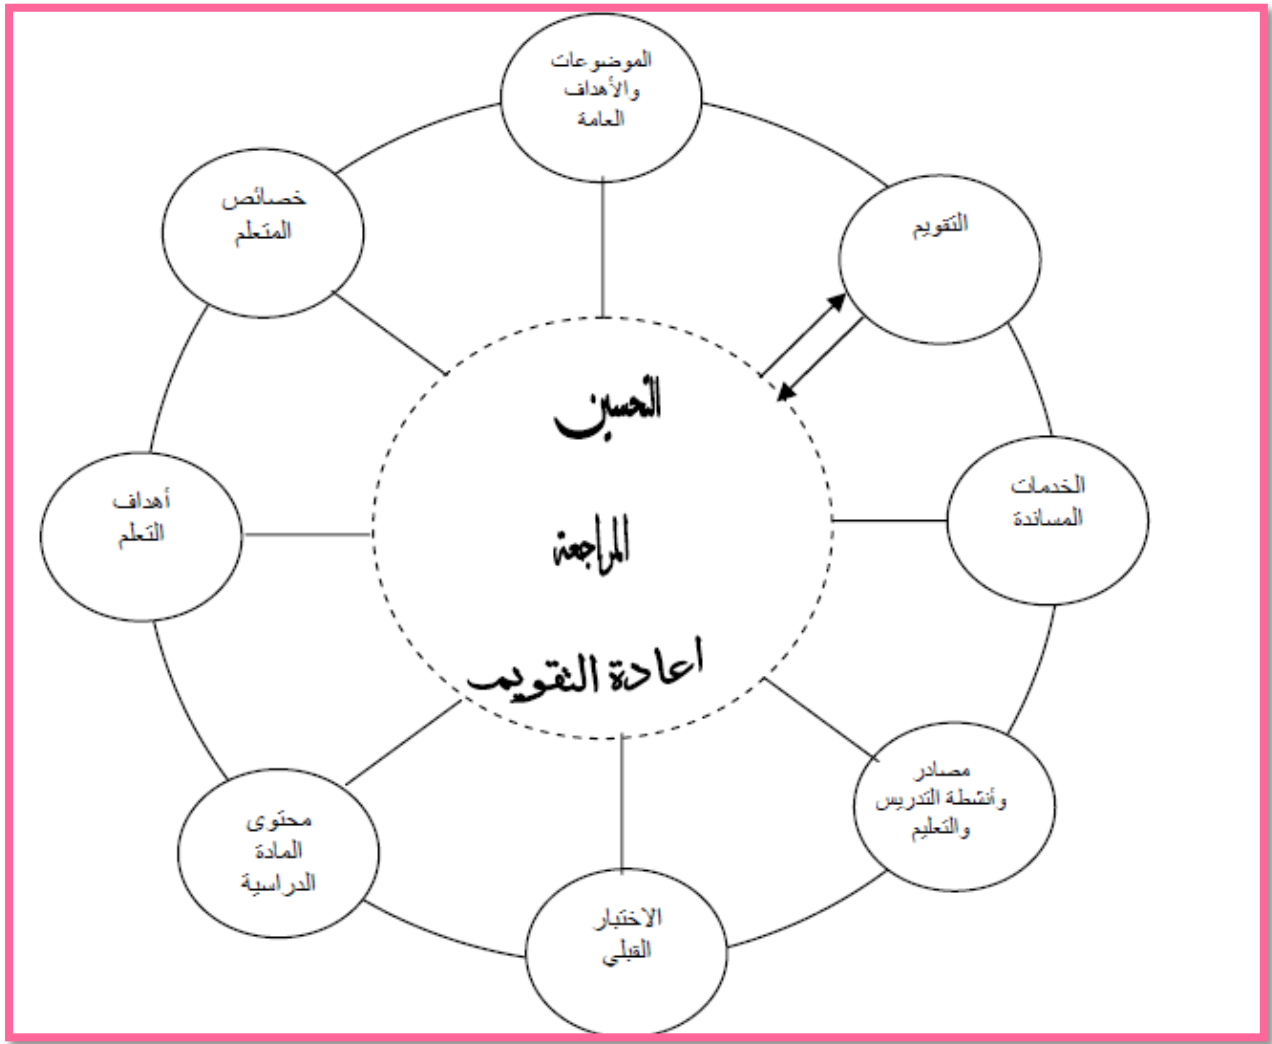 الموضوعات
والأهداف
العامة
خصائص
المتعلم
التقويم
التحسين
أهداف
التعلم
الخدمات
المساندة
المراجعة
اعادة التقويم
محتوى
المادة
الدراسية
مصادر
وأنشطة التدريس
والتعليم
الاختبار
القبلي